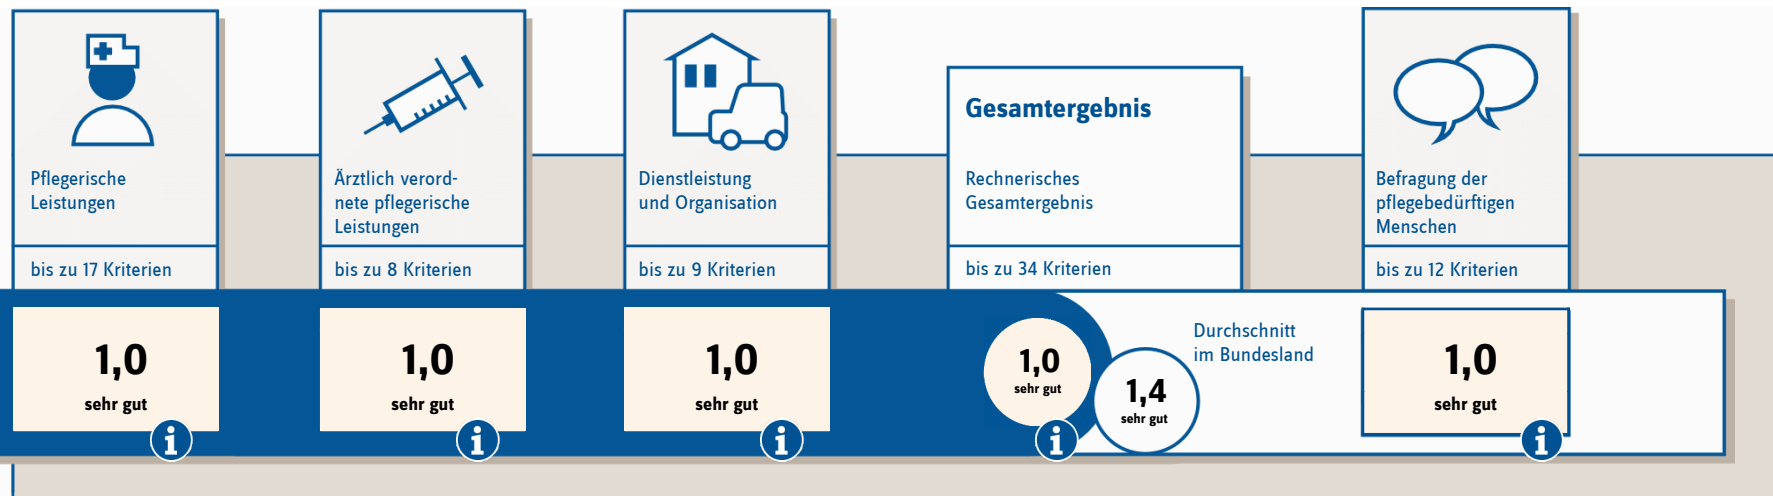 Pflegerische
Leistungen
bis zu 17 Kriterien
1,0
sehr gut
i
Ärztlich verord-
nete pflegerische
Leistungen
bis zu 8 Kriterien
1,0
sehr gut
i
Dienstleistung
und Organisation
bis zu 9 Kriterien
1,0
sehr gut
i
Gesamtergebnis
Rechnerisches
Gesamtergebnis
bis zu 34 Kriterien
1,0
sehr gut
i
1,4
sehr gut
Durchschnitt
im Bundesland
Befragung der
pflegebedürftigen
Menschen
bis zu 12 Kriterien
1,0
sehr gut
i